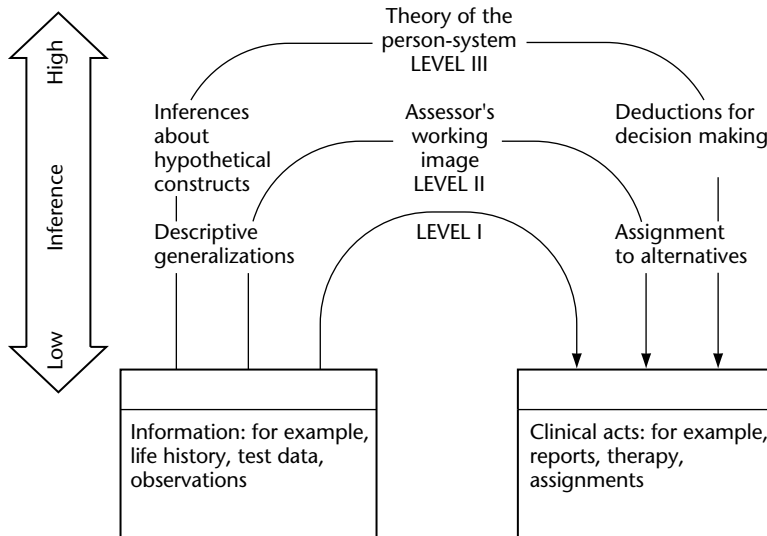 High
Inference
Low
Theory of the
person-system
LEVEL III
Inferences
about
hypothetical
constructs
Assessor's
working
image
LEVEL II
Deductions for
decision making
Descriptive
generalizations
LEVEL I
Assignment
to alternatives
Information: for example,
life history, test data,
observations
Clinical acts: for example,
reports, therapy,
assignments